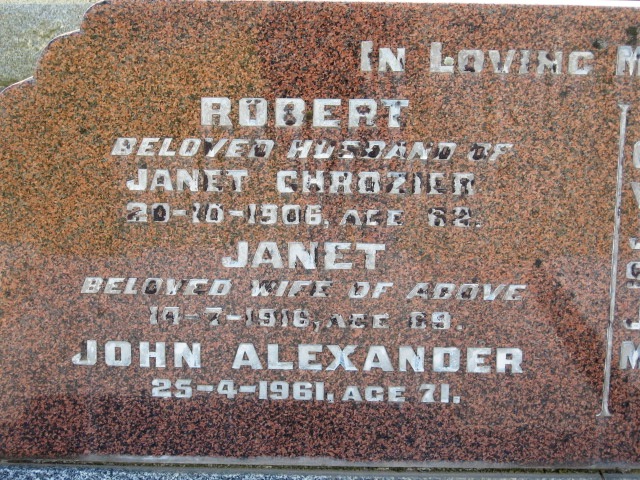 IN LOVING
ROBERT
BELOVED HUSBAND OF
JANET CHROZIER
20-10-1906, AGE 62.
JANET
BELOVED WIFE OF ABOVE
14-7-1916, AGE 69.
JOHN ALEXANDER
25-4-1961, AGE 71.